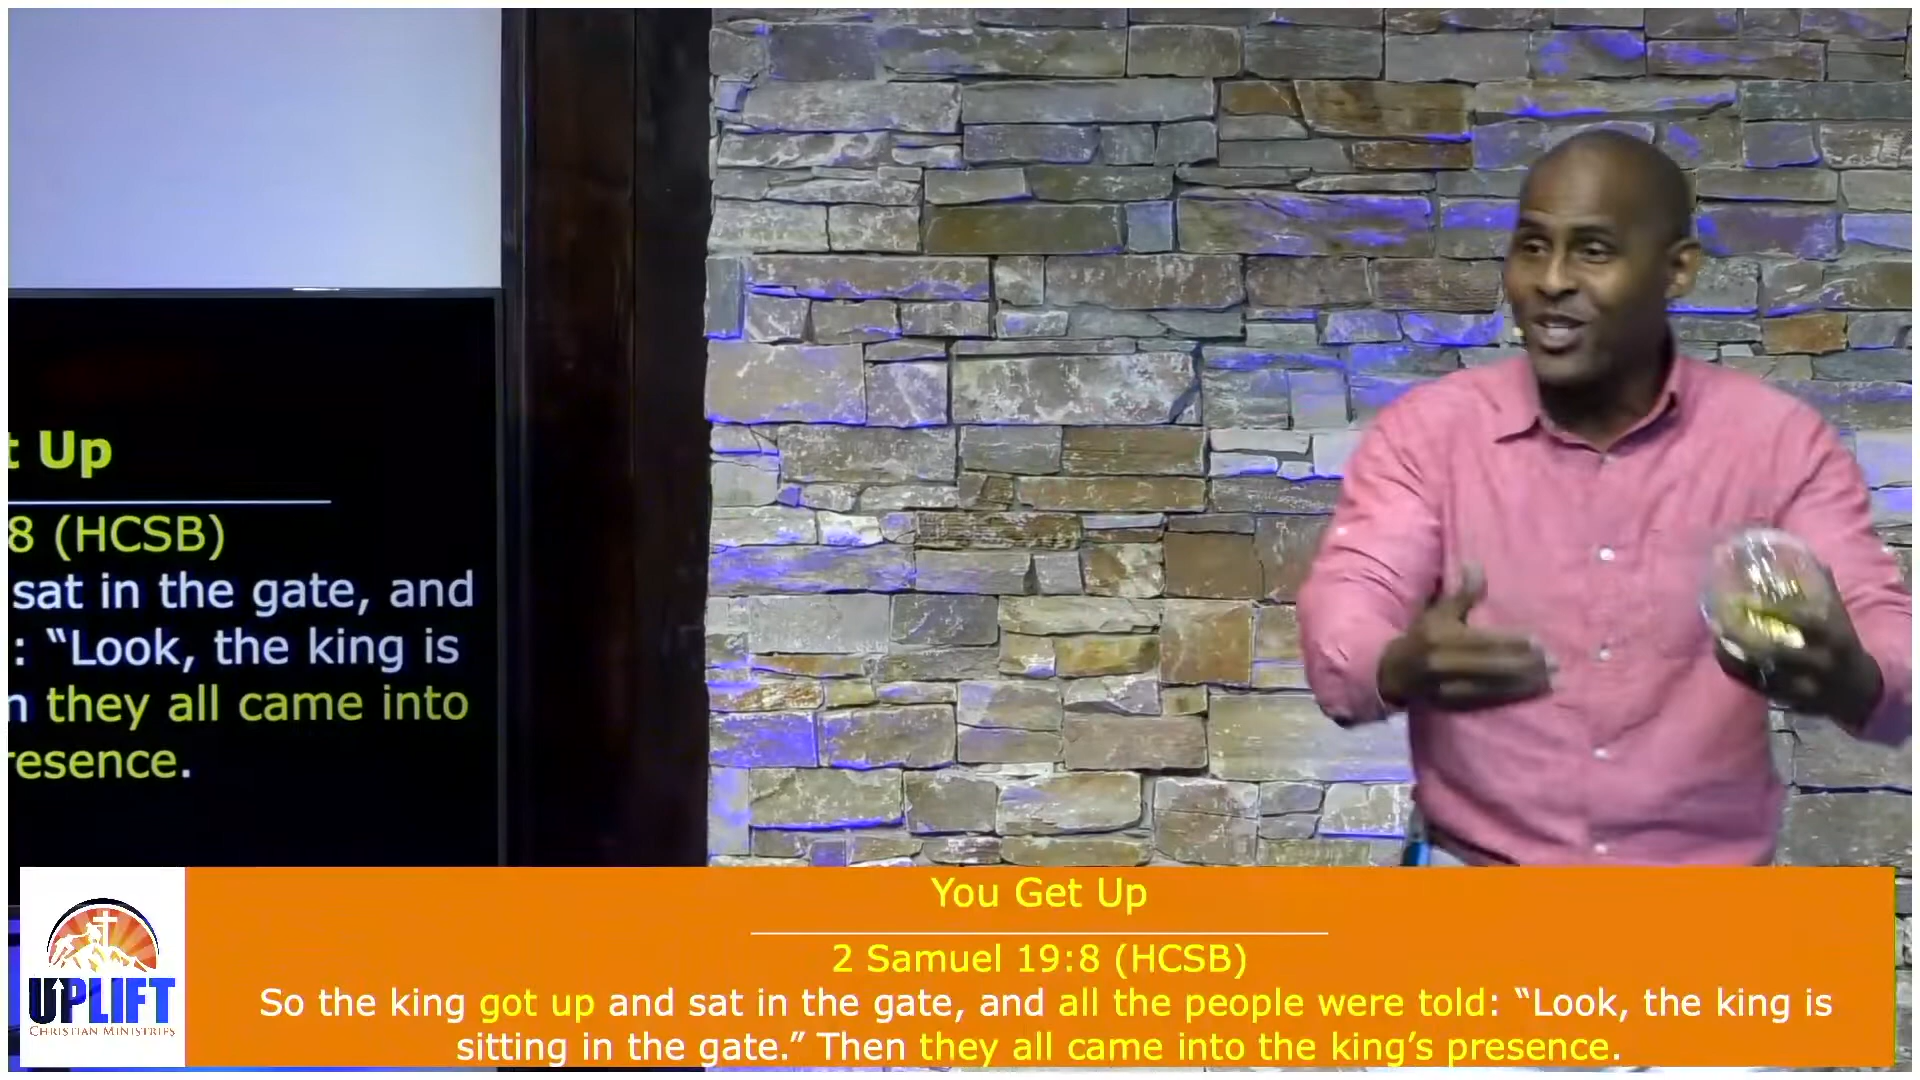 t Up
8 (HCSB)
sat in the gate, and
: “Look, the king is
n they all came into
resence.
You Get Up
2 Samuel 19:8 (HCSB)
So the king got up and sat in the gate, and all the people were told: “Look, the king is
sitting in the gate.” Then they all came into the king’s presence.
UPLIFT
CHRISTIAN MINISTRIES